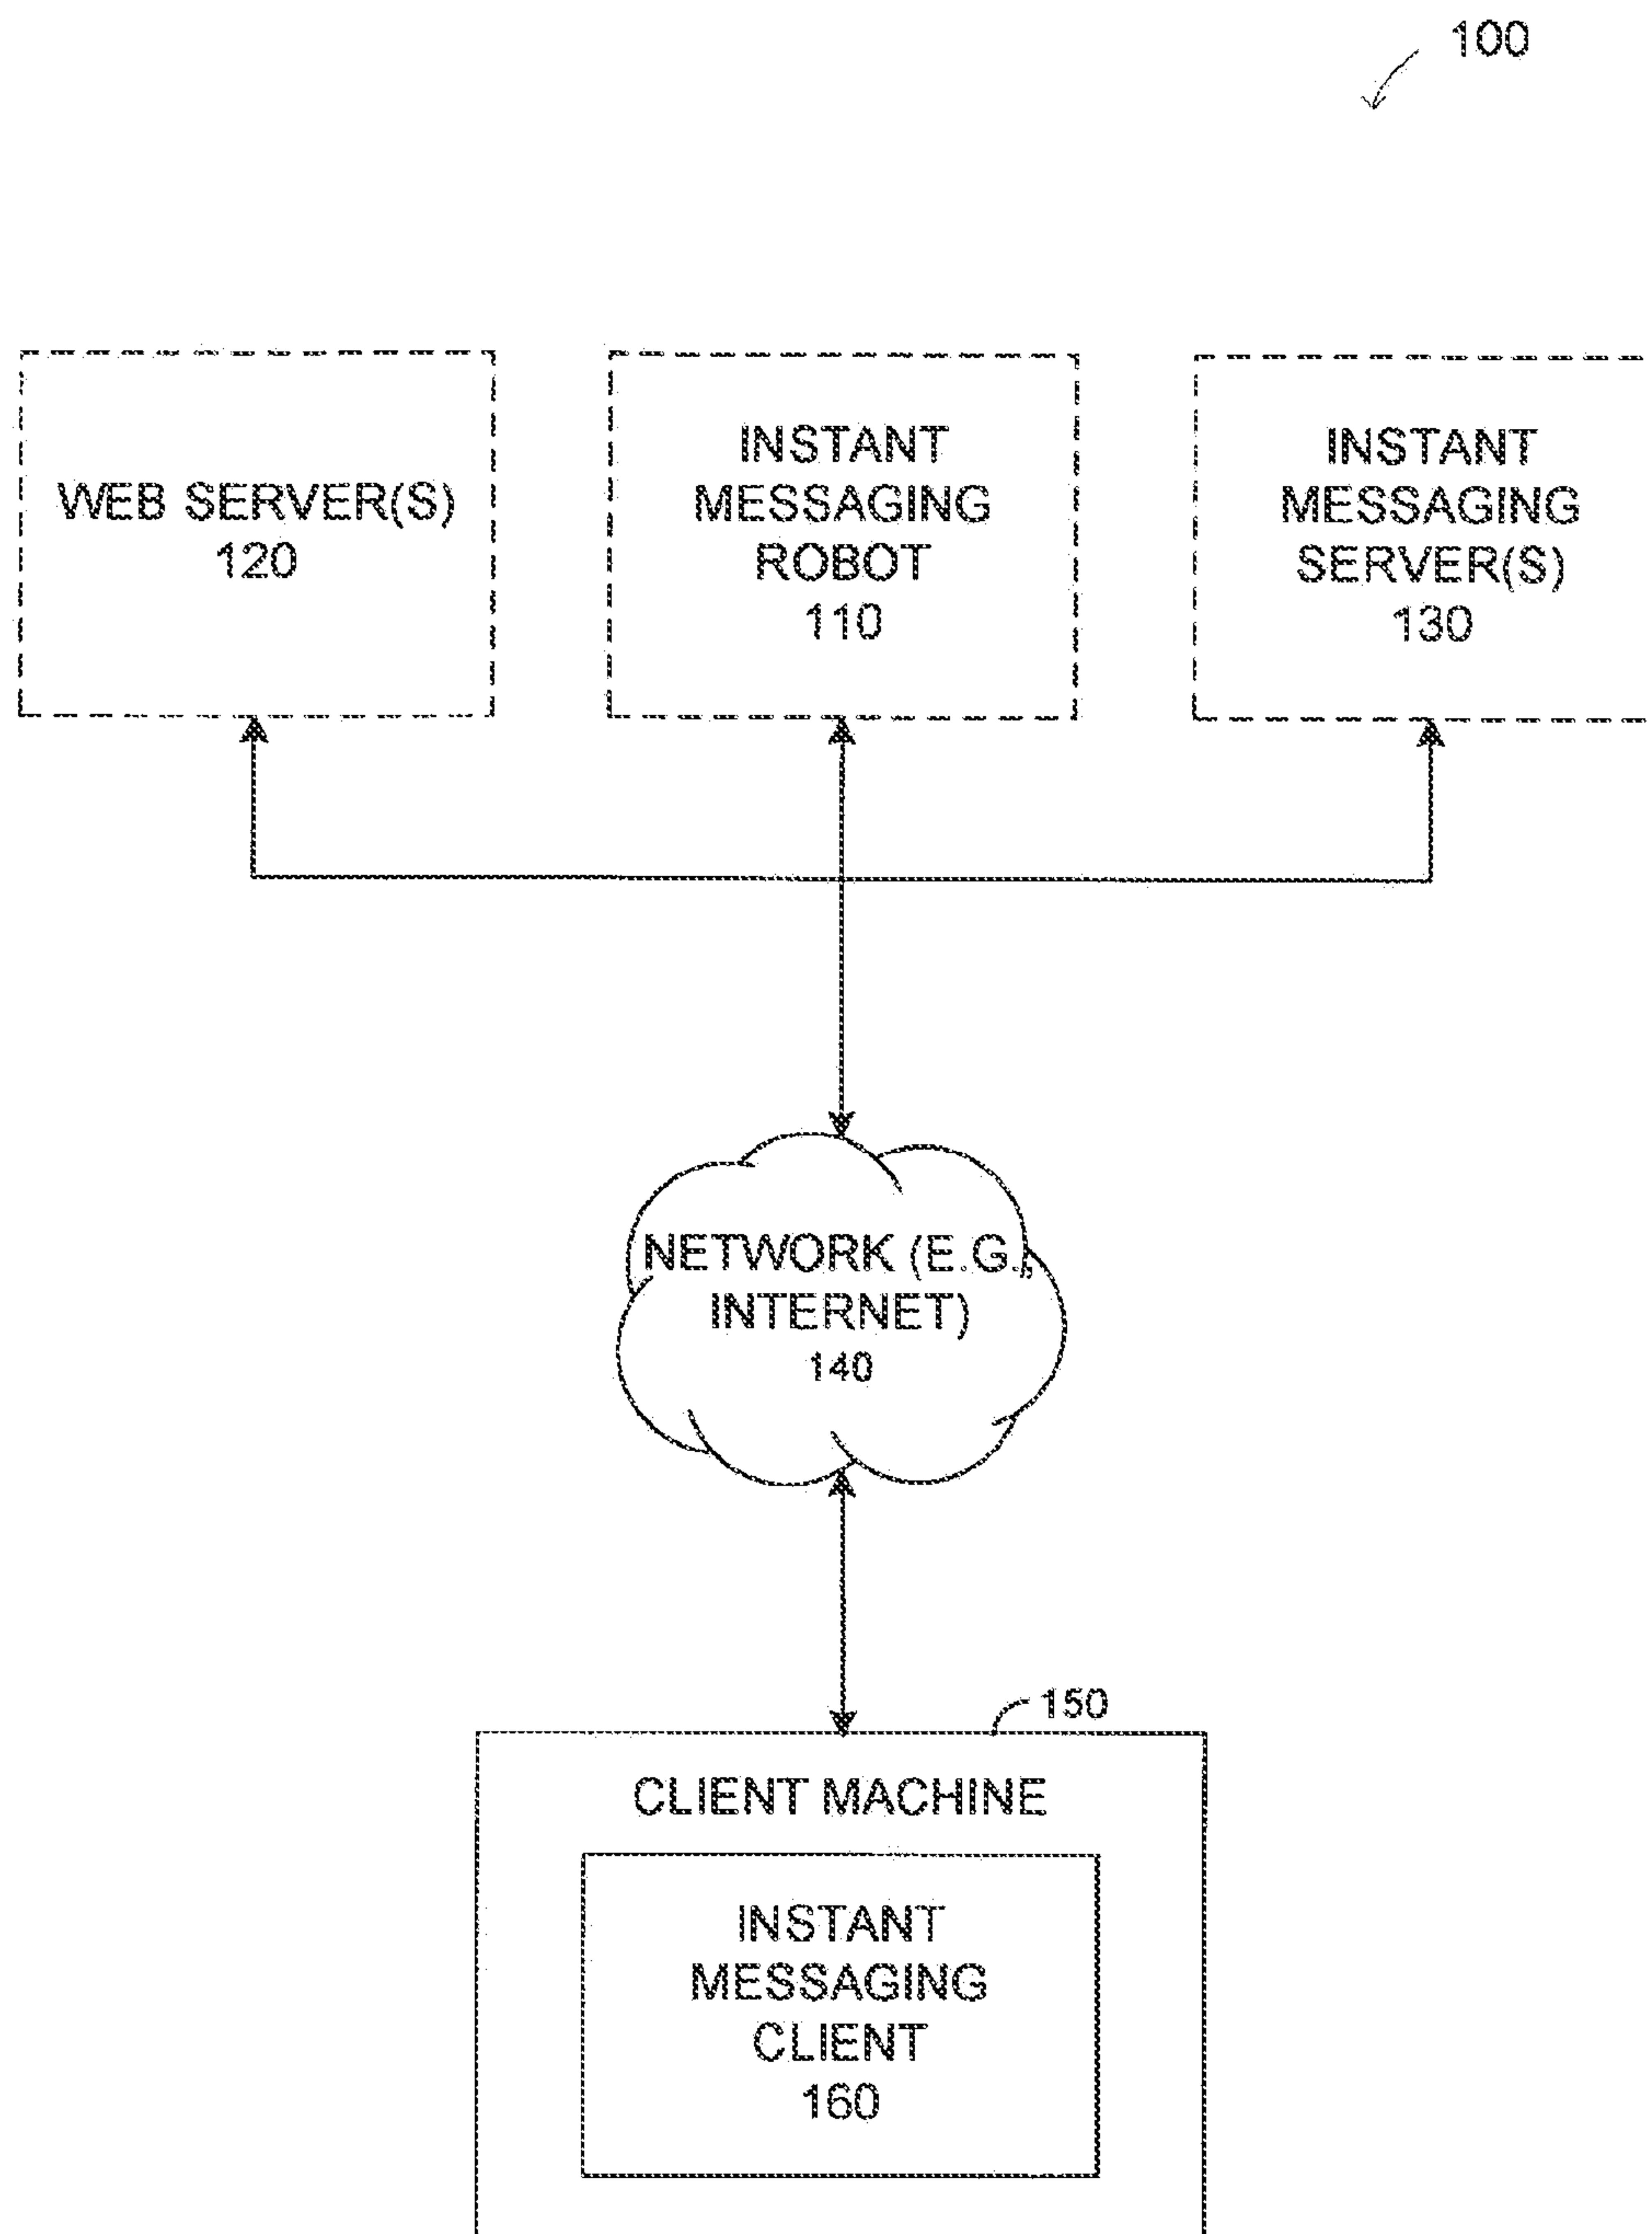 100
WEB SERVER(S)
120
INSTANT
MESSAGING
ROBOT
110
INSTANT
MESSAGING
SERVER(S)
130
NETWORK (E.G.,
INTERNET)
140
150
CLIENT MACHINE
INSTANT
MESSAGING
CLIENT
160